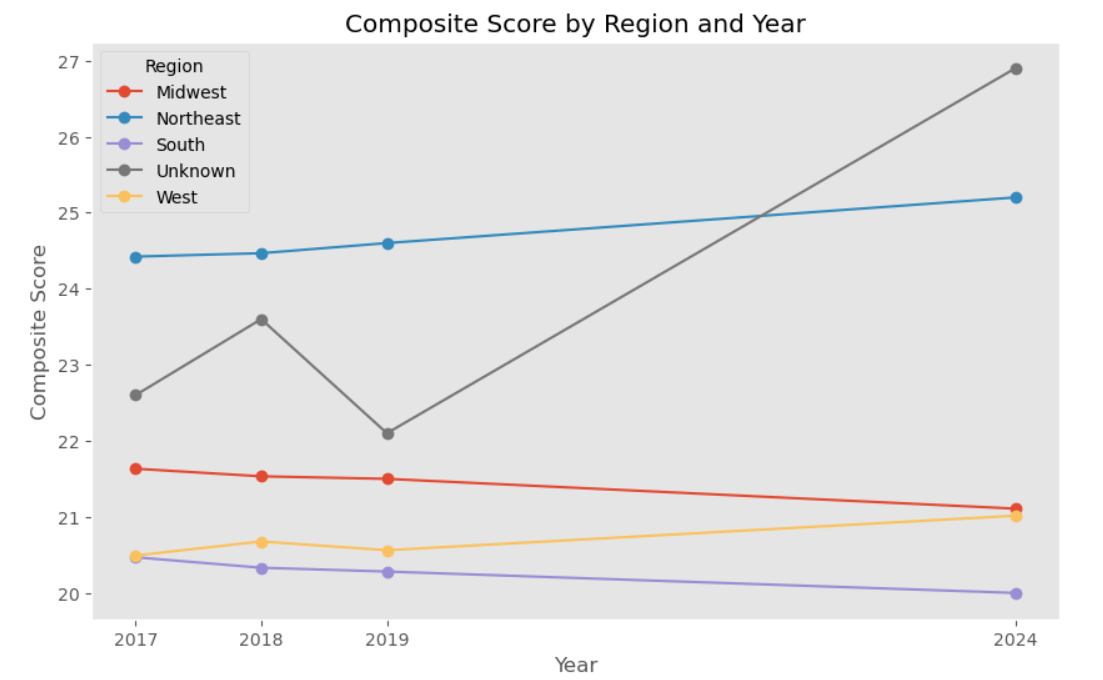 Composite Score by Region and Year
Region
Midwest
Northeast
South
Unknown
West
27
26
25
24
23
22
21
20
Composite Score
2017 2018 2019 2024
Year